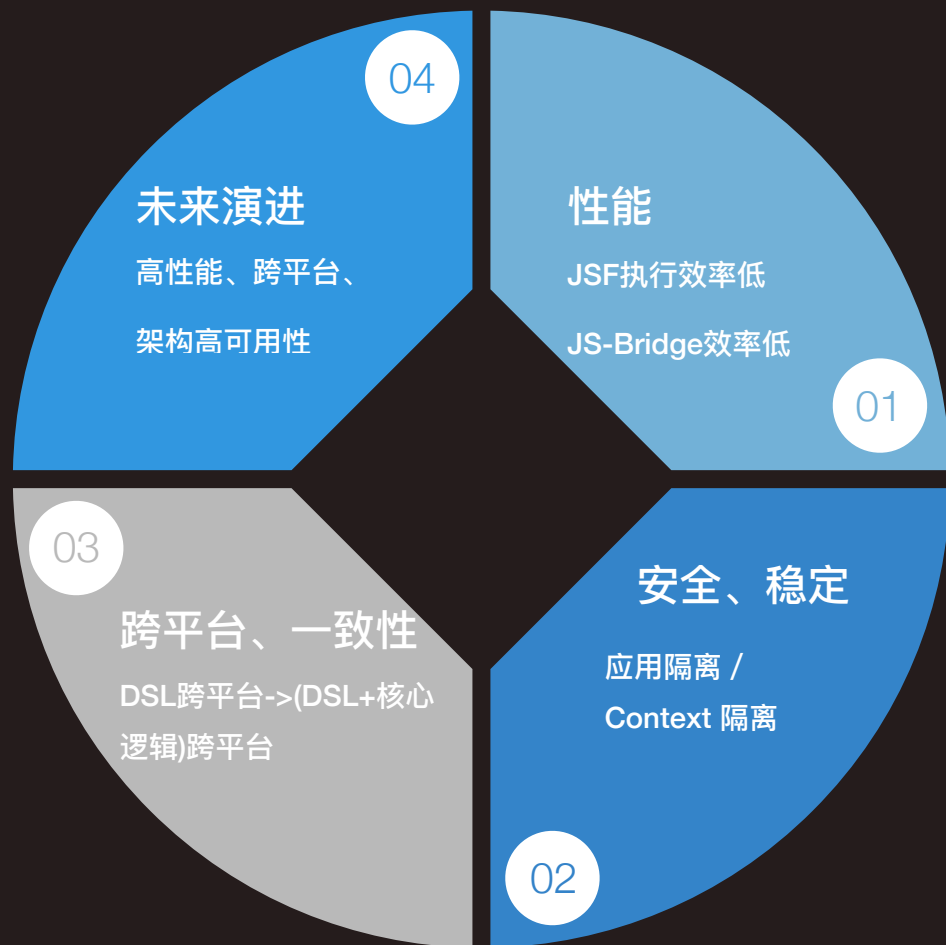 04
未来演进
高性能、跨平台、
架构高可用性
性能
JSF执行效率低
JS-Bridge效率低
01
03
跨平台、一致性
DSL跨平台->(DSL+核心
逻辑)跨平台
安全、稳定
应用隔离 /
Context 隔离
02